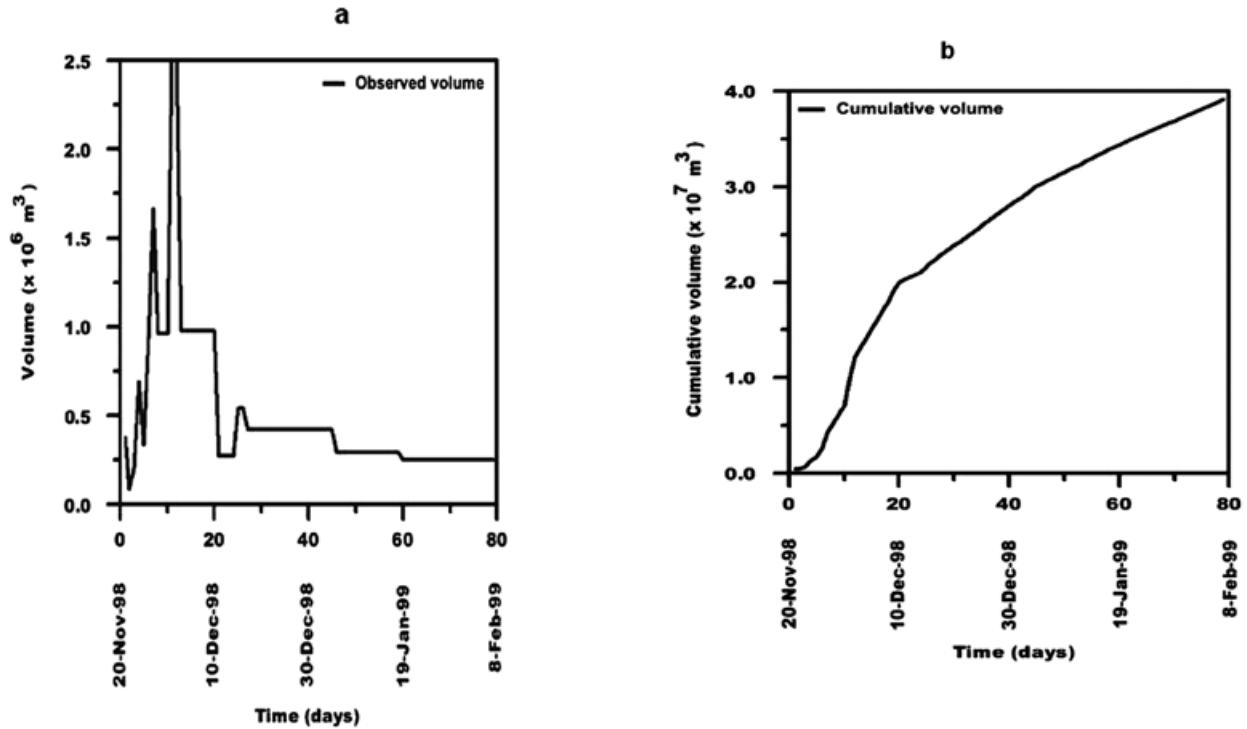 a
Volume (x 10⁶ m³)
2.5
2.0
1.5
1.0
0.5
0.0
Observed volume
0 20 40 60 80
20-Nov-98
10-Dec-98
30-Dec-98
19-Jan-99
8-Feb-99
Time (days)
b
Cumulative volume (x 10⁷ m³)
4.0
3.0
2.0
1.0
0.0
Cumulative volume
0 20 40 60 80
20-Nov-98
10-Dec-98
30-Dec-98
19-Jan-99
8-Feb-99
Time (days)